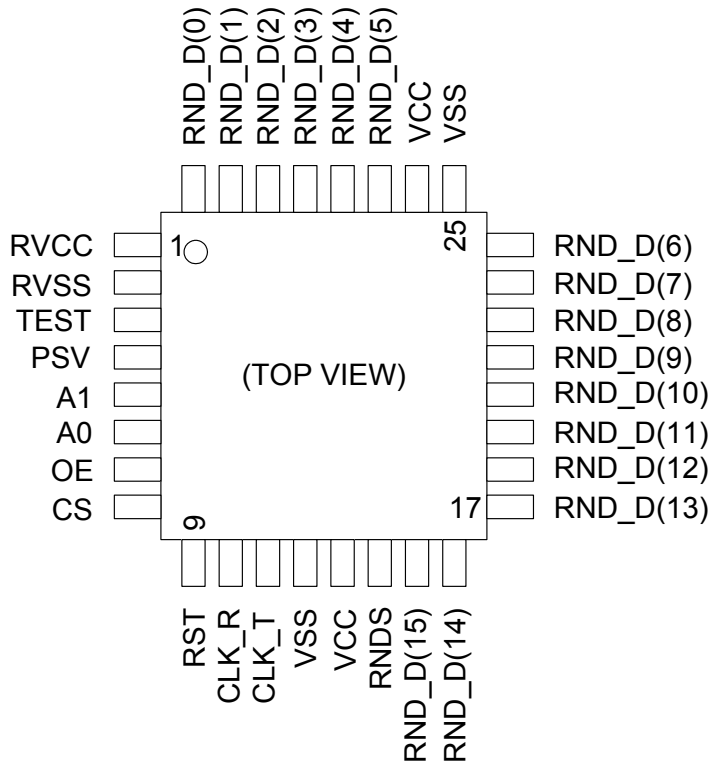 RND_D(0)
RND_D(1)
RND_D(2)
RND_D(3)
RND_D(4)
RND_D(5)
VCC
VSS
RVCC
RVSS
TEST
PSV
A1
A0
OE
CS
1
25
(TOP VIEW)
9
17
RND_D(6)
RND_D(7)
RND_D(8)
RND_D(9)
RND_D(10)
RND_D(11)
RND_D(12)
RND_D(13)
RST
CLK_R
CLK_T
VSS
VCC
RNDS
RND_D(15)
RND_D(14)